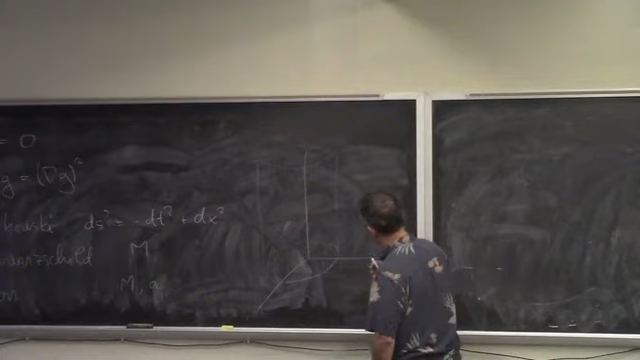 = 0
g = (∇g)²
kowski ds² = -dt² + dx²
warzschild M
M, a